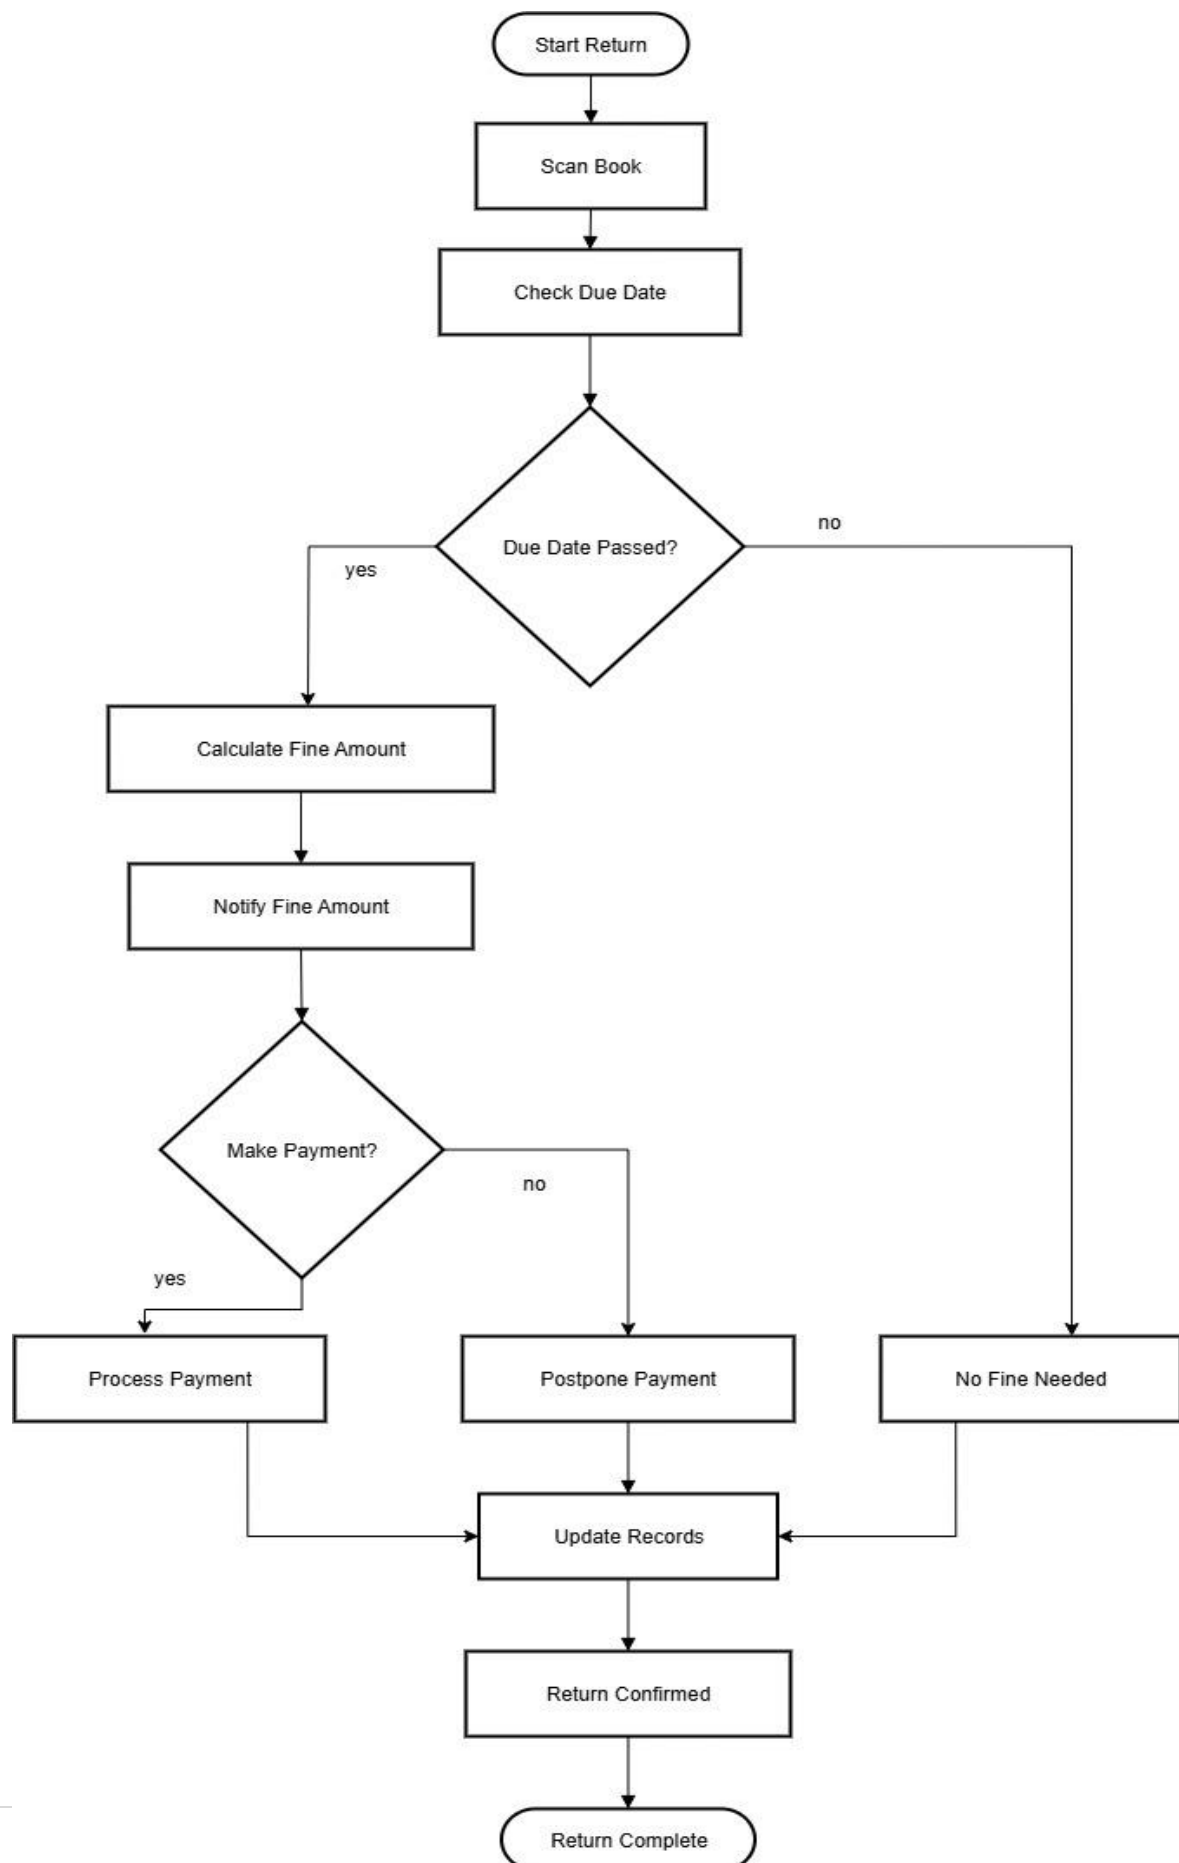 Start Return
Scan Book
Check Due Date
Due Date Passed?
no
yes
Calculate Fine Amount
Notify Fine Amount
Make Payment?
no
yes
Process Payment
Postpone Payment
No Fine Needed
Update Records
Return Confirmed
Return Complete